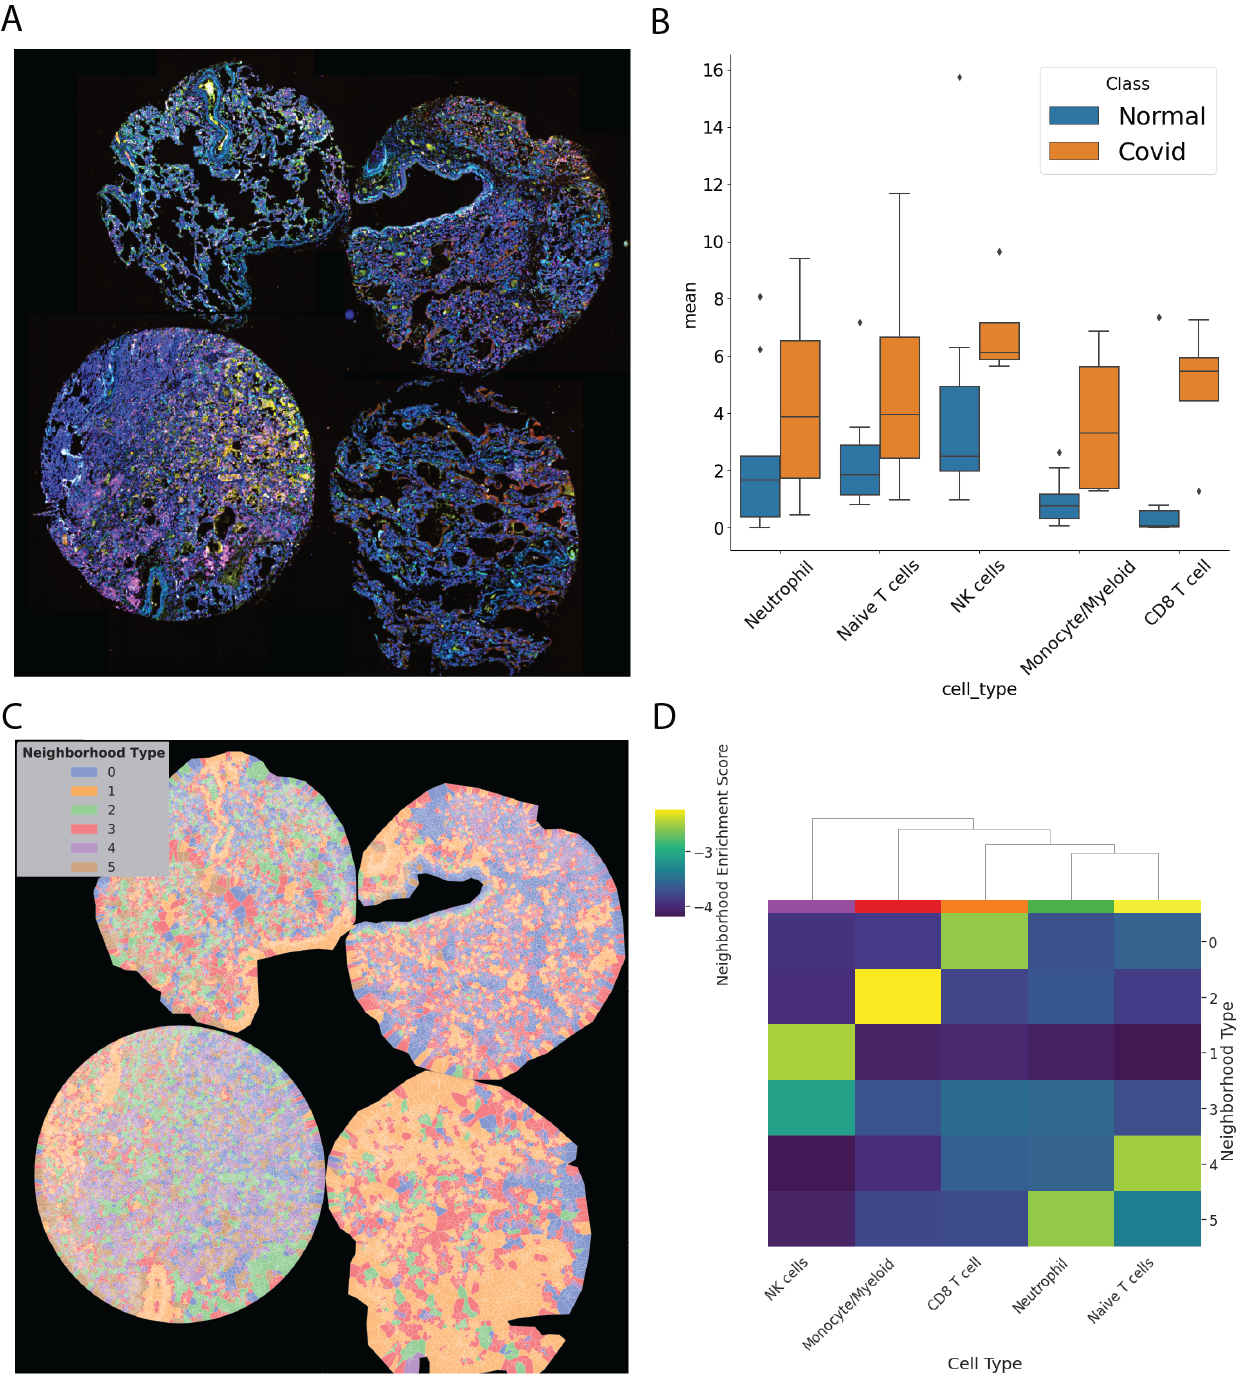 A
B
16
14
12
10
8
6
4
2
0
mean
Class
Normal
Covid
Neutrophil
Naive T cells
NK cells
Monocyte/Myeloid
CD8 T cell
cell_type
C
Neighborhood Type
0
1
2
3
4
5
D
Neighborhood Enrichment Score
−3
−4
0
2
1
3
4
5
Neighborhood Type
NK cells
Monocyte/Myeloid
CD8 T cell
Neutrophil
Naive T cells
Cell Type